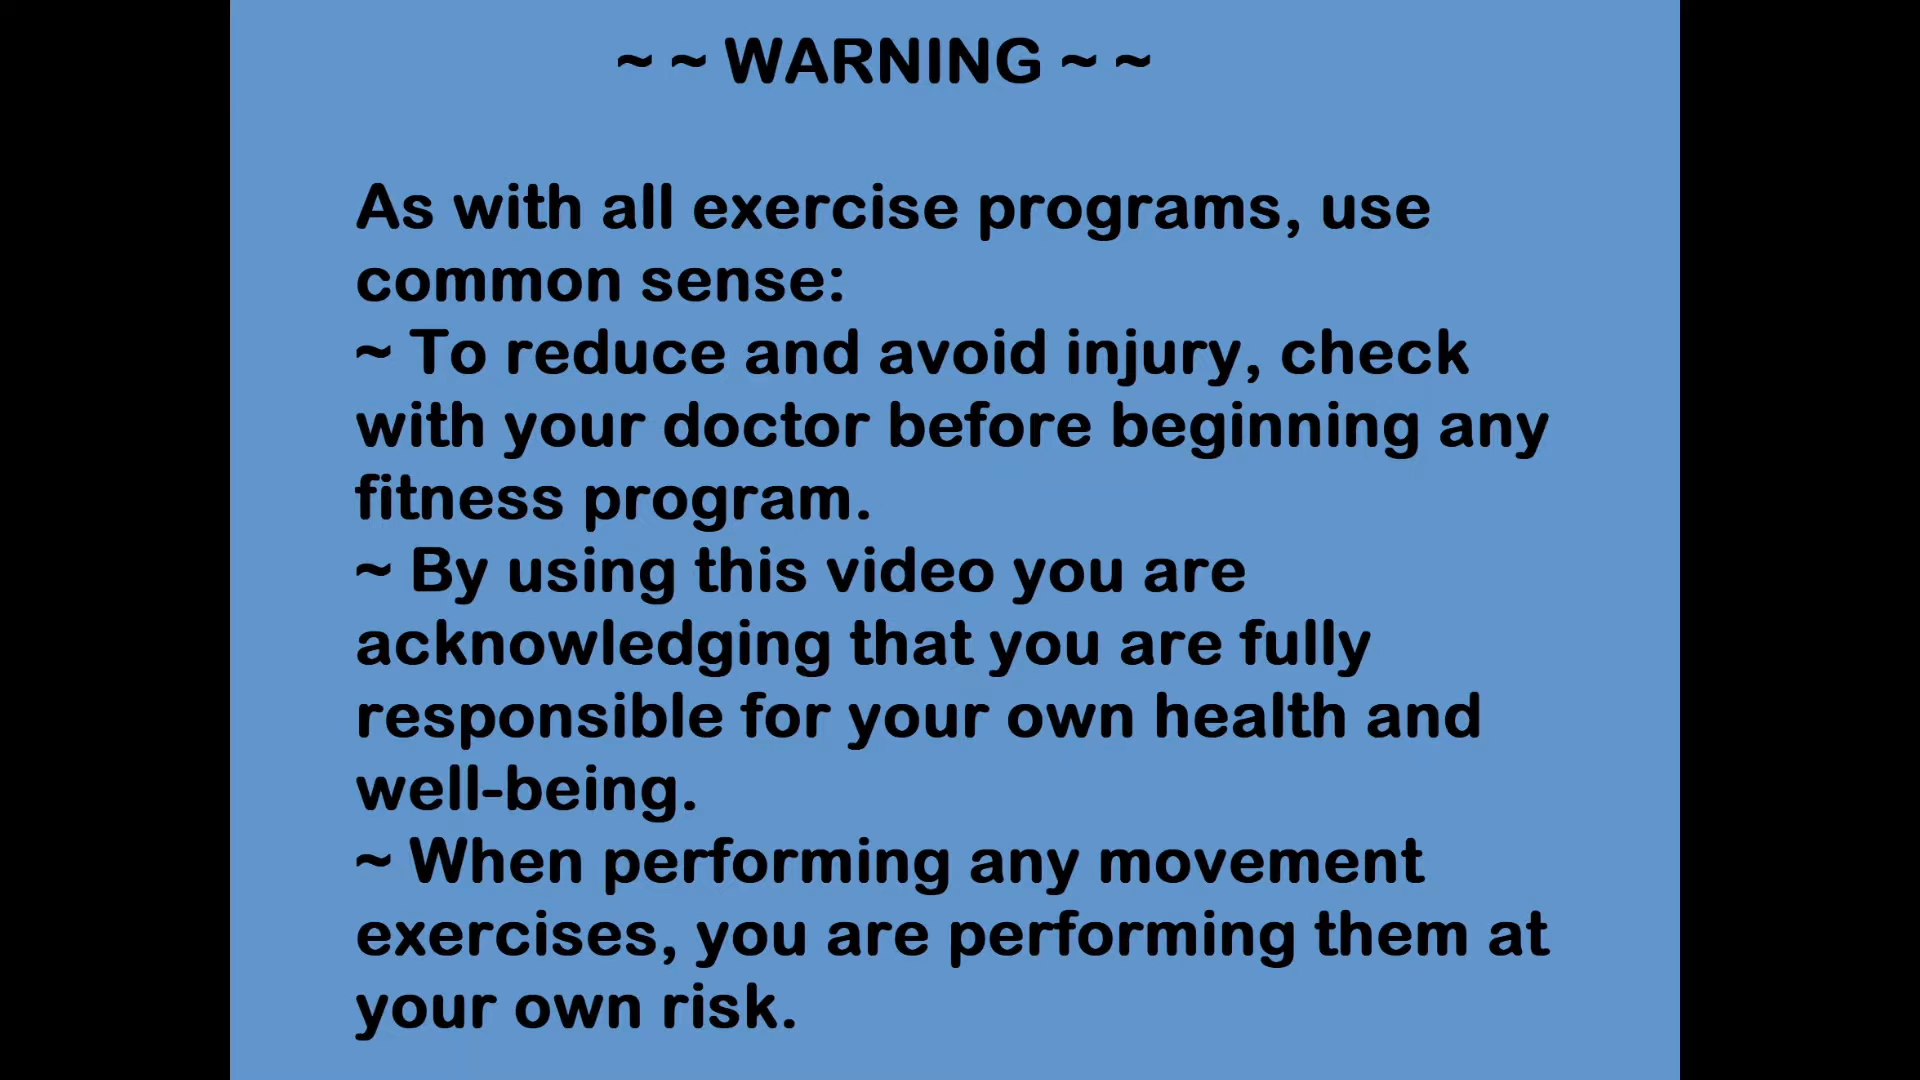 ~ ~ WARNING ~ ~
As with all exercise programs, use
common sense:
~ To reduce and avoid injury, check
with your doctor before beginning any
fitness program.
~ By using this video you are
acknowledging that you are fully
responsible for your own health and
well-being.
~ When performing any movement
exercises, you are performing them at
your own risk.